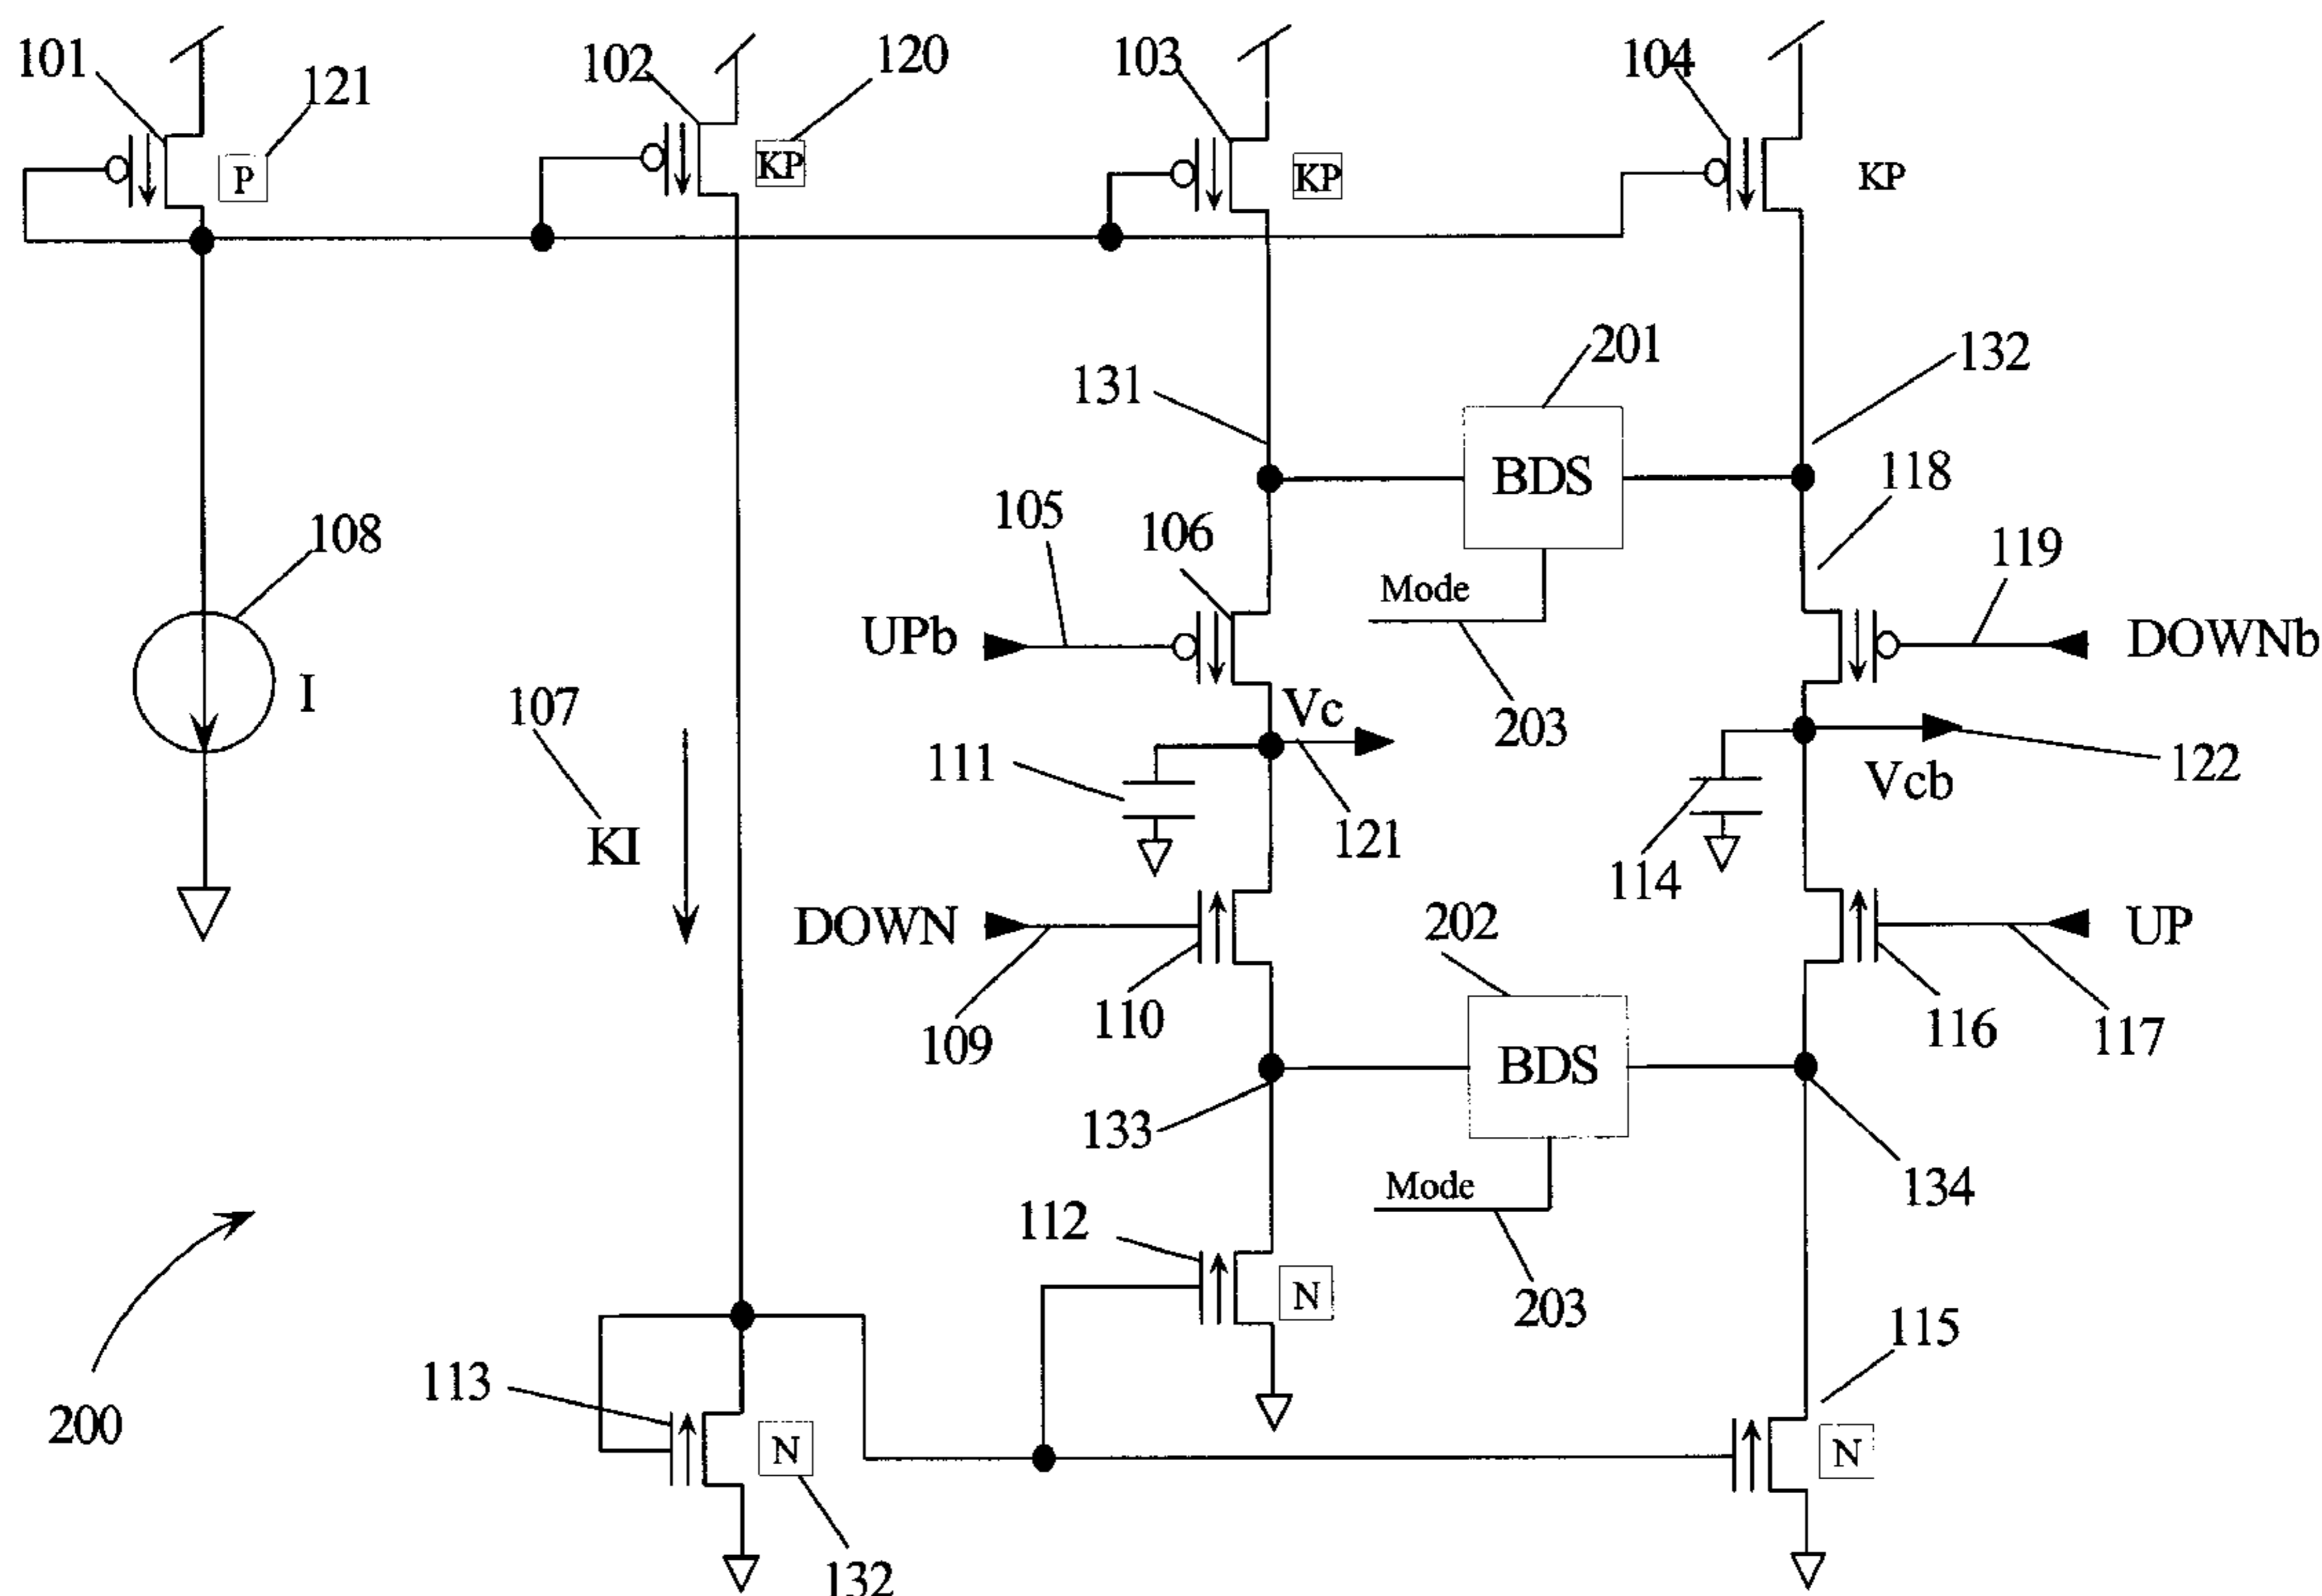 101
121
P
102
120
KP
103
KP
104
KP
201
131
132
BDS
118
105
106
119
108
Mode
UPb
DOWNb
I
107
Vc
203
111
122
Vcb
KI
121
114
DOWN
202
UP
109
110
BDS
116
117
133
134
Mode
112
N
203
115
113
200
N
N
132